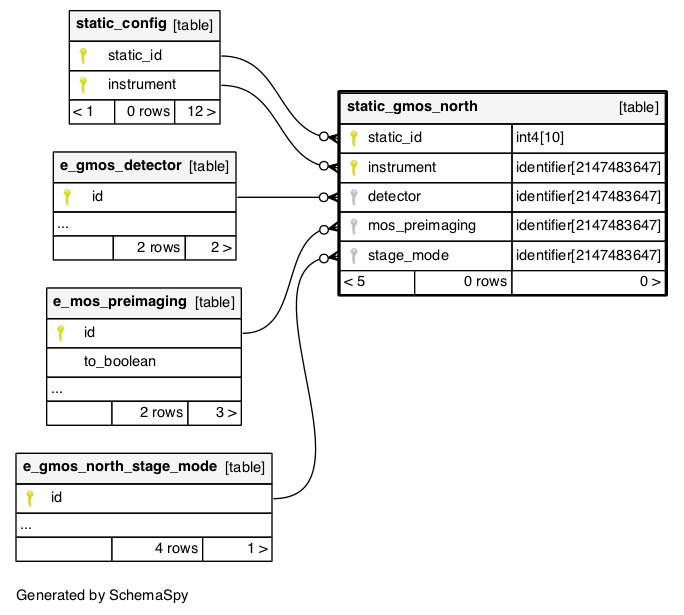 static_config [table]
static_id
instrument
< 1 0 rows 12 >
static_gmos_north [table]
static_id int4[10]
instrument identifier[2147483647]
detector identifier[2147483647]
mos_preimaging identifier[2147483647]
stage_mode identifier[2147483647]
< 5 0 rows 0 >
e_gmos_detector [table]
id
...
2 rows 2 >
e_mos_preimaging [table]
id
to_boolean
...
2 rows 3 >
e_gmos_north_stage_mode [table]
id
...
4 rows 1 >
Generated by SchemaSpy